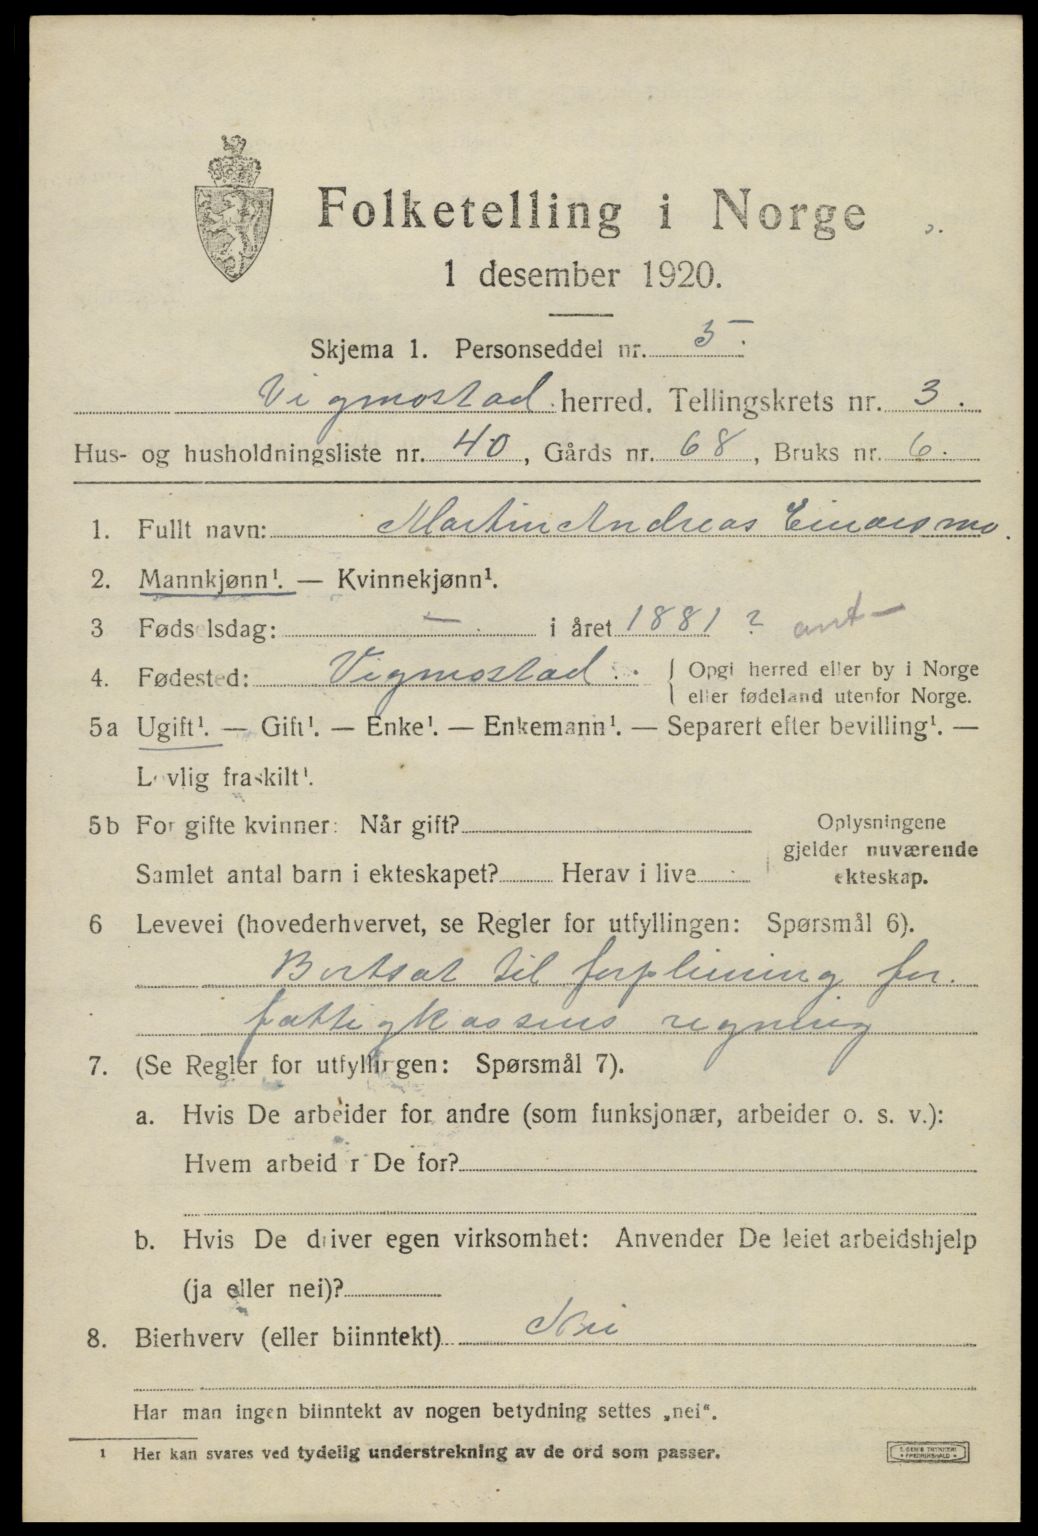 Folketelling i Norge
1 desember 1920.
Skjema 1. Personseddel nr. 5.
Vigmostad herred. Tellingskrets nr. 3.
Hus- og husholdningsliste nr. 40, Gårds nr. 68, Bruks nr. 6.
1. Fullt navn: Martin Andreas Einarsmo.
2. Mannkjønn¹. — Kvinnekjønn¹.
3 Fødselsdag: — . i året 1881 ? ant —
4. Fødested: Vigmostad. { Opgi herred eller by i Norge
eller fødeland utenfor Norge.
5a Ugift¹. — Gift¹. — Enke¹. — Enkemann¹. — Separert efter bevilling¹. —
Lovlig fraskilt¹.
5b For gifte kvinner: Når gift?
Samlet antal barn i ekteskapet? Herav i live
Oplysningene
gjelder nuværende
ekteskap.
6 Levevei (hovederhvervet, se Regler for utfyllingen: Spørsmål 6).
Bortsat til forpleining for
fattigkassens regning
7. (Se Regler for utfyllingen: Spørsmål 7).
a. Hvis De arbeider for andre (som funksjonær, arbeider o. s. v.):
Hvem arbeider De for?
b. Hvis De driver egen virksomhet: Anvender De leiet arbeidshjelp
(ja eller nei)?
8. Bierhverv (eller biinntekt) Nei
Har man ingen biinntekt av nogen betydning settes „nei“.
¹ Her kan svares ved tydelig understrekning av de ord som passer.